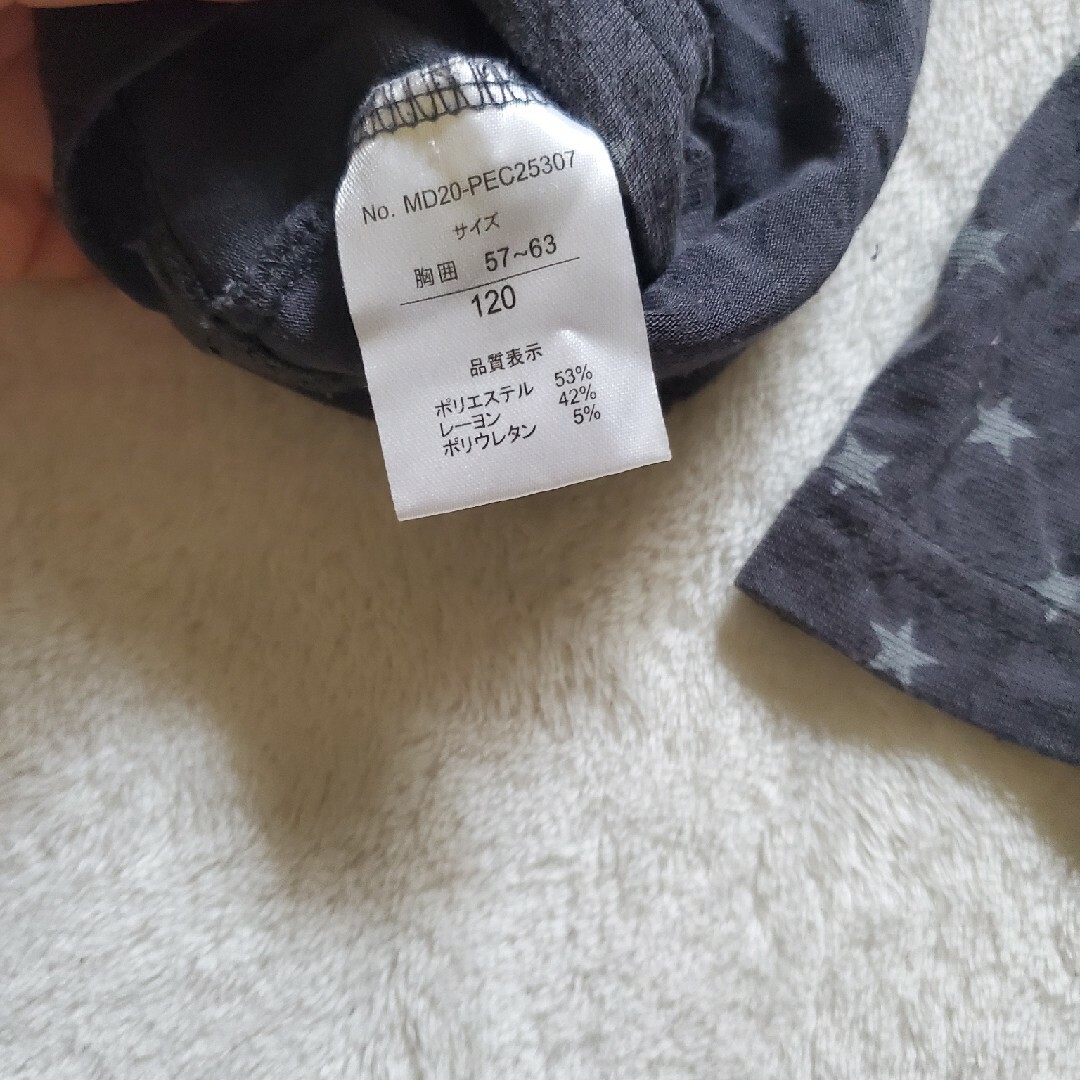 No. MD20-PEC25307
サイズ
胸囲 57~63
120
品質表示
ポリエステル 53%
レーヨン 42%
ポリウレタン 5%